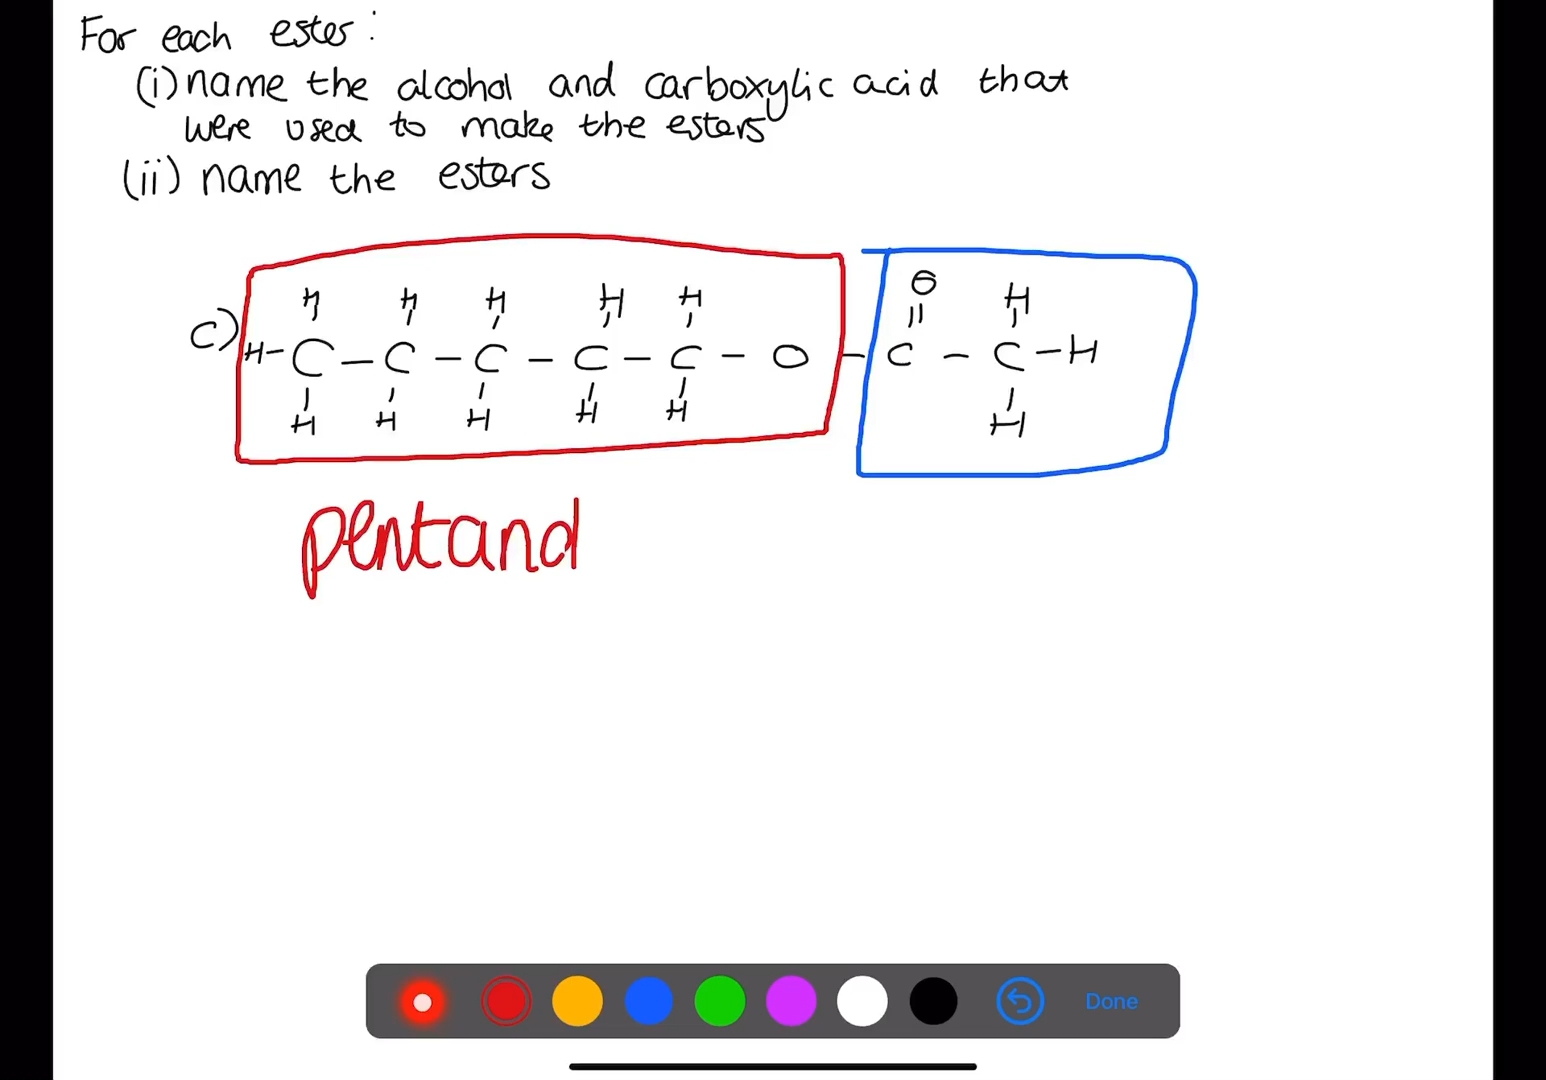 For each ester:
(i) name the alcohol and carboxylic acid that
were used to make the esters
(ii) name the esters
H H H H H O H
c) H-C-C-C-C-C-O-C-C-H
H H H H H H
pentanol
Done